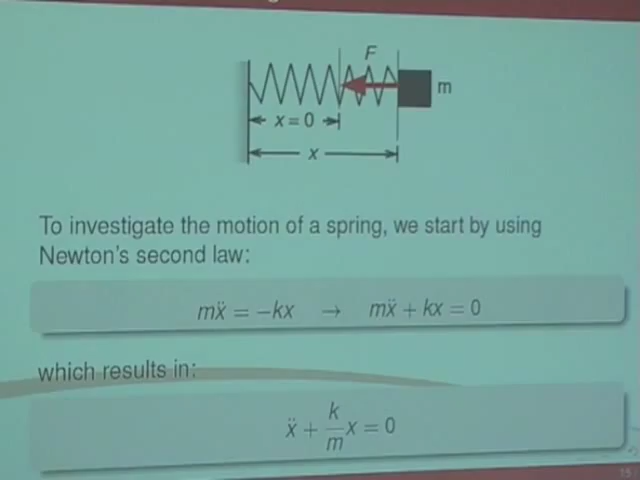 F
m
x = 0
x
To investigate the motion of a spring, we start by using
Newton's second law:
mẍ = −kx → mẍ + kx = 0
which results in:
ẍ + k/m x = 0